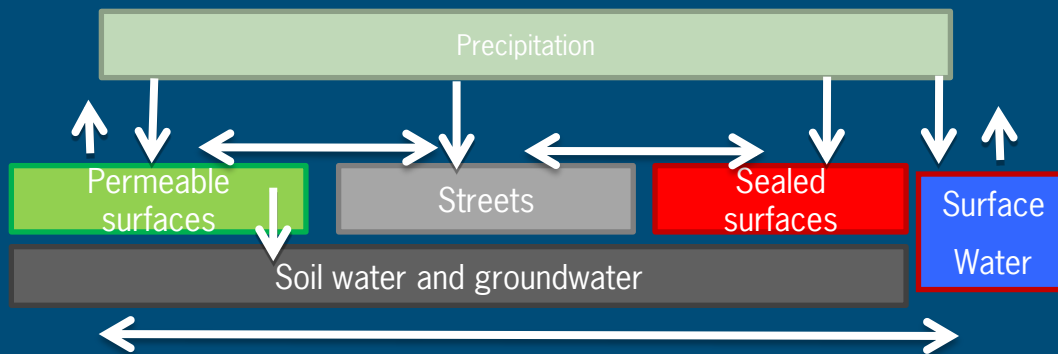 Precipitation
Permeable
surfaces
Streets
Sealed
surfaces
Surface
Water
Soil water and groundwater